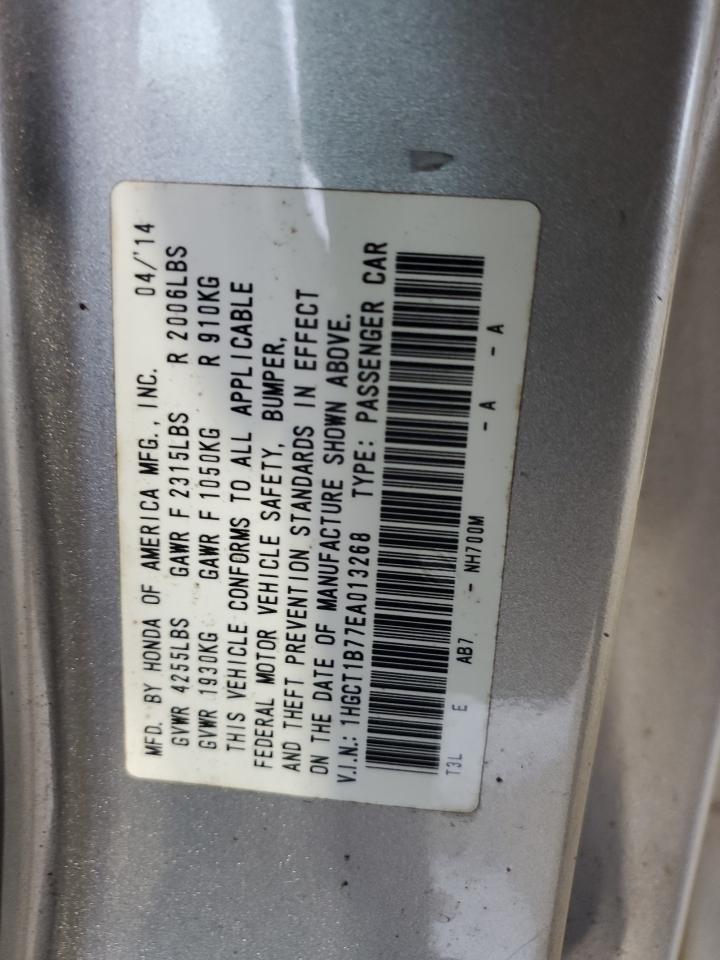 MFD. BY HONDA OF AMERICA MFG., INC. 04/'14
GVWR 4255LBS GAWR F 2315LBS R 2006LBS
GVWR 1930KG GAWR F 1050KG R 910KG
THIS VEHICLE CONFORMS TO ALL APPLICABLE
FEDERAL MOTOR VEHICLE SAFETY, BUMPER,
AND THEFT PREVENTION STANDARDS IN EFFECT
ON THE DATE OF MANUFACTURE SHOWN ABOVE.
V.I.N.: 1HGCT1B77EA013268 TYPE: PASSENGER CAR
T3L E AB7 - NH700M - A - A